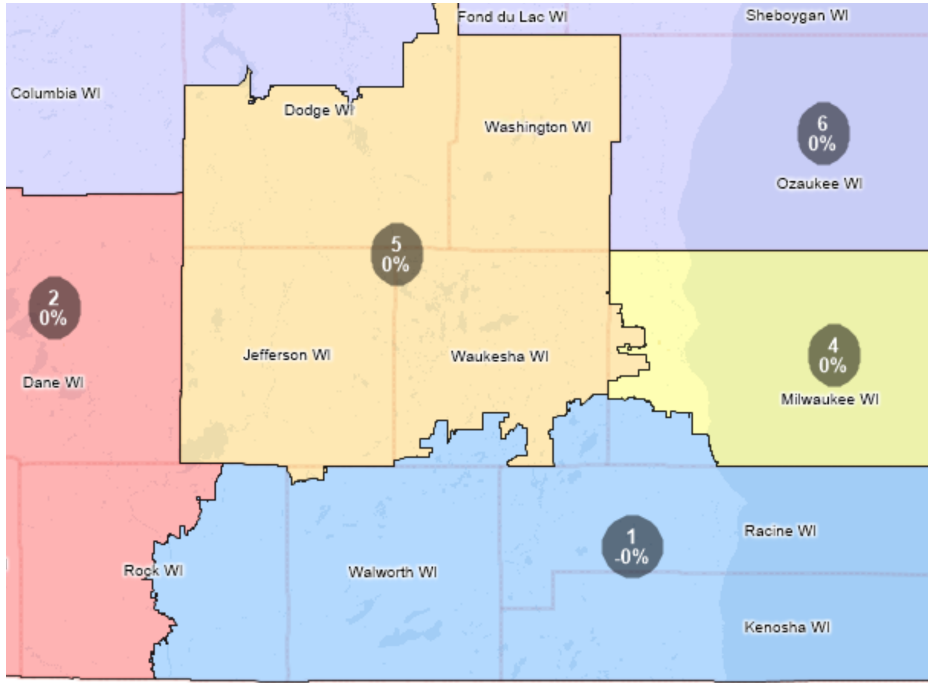 Fond du Lac WI
Sheboygan WI
Columbia WI
Dodge WI
Washington WI
6
0%
Ozaukee WI
5
0%
2
0%
4
0%
Jefferson WI
Waukesha WI
Dane WI
Milwaukee WI
1
-0%
Racine WI
Rock WI
Walworth WI
Kenosha WI